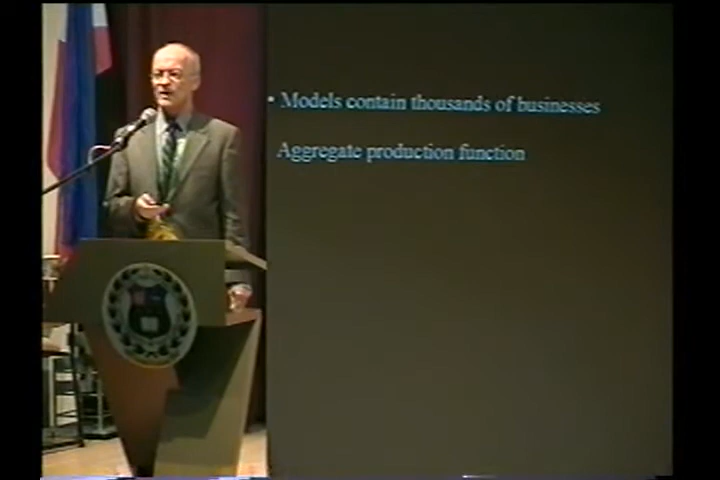 • Models contain thousands of businesses
Aggregate production function